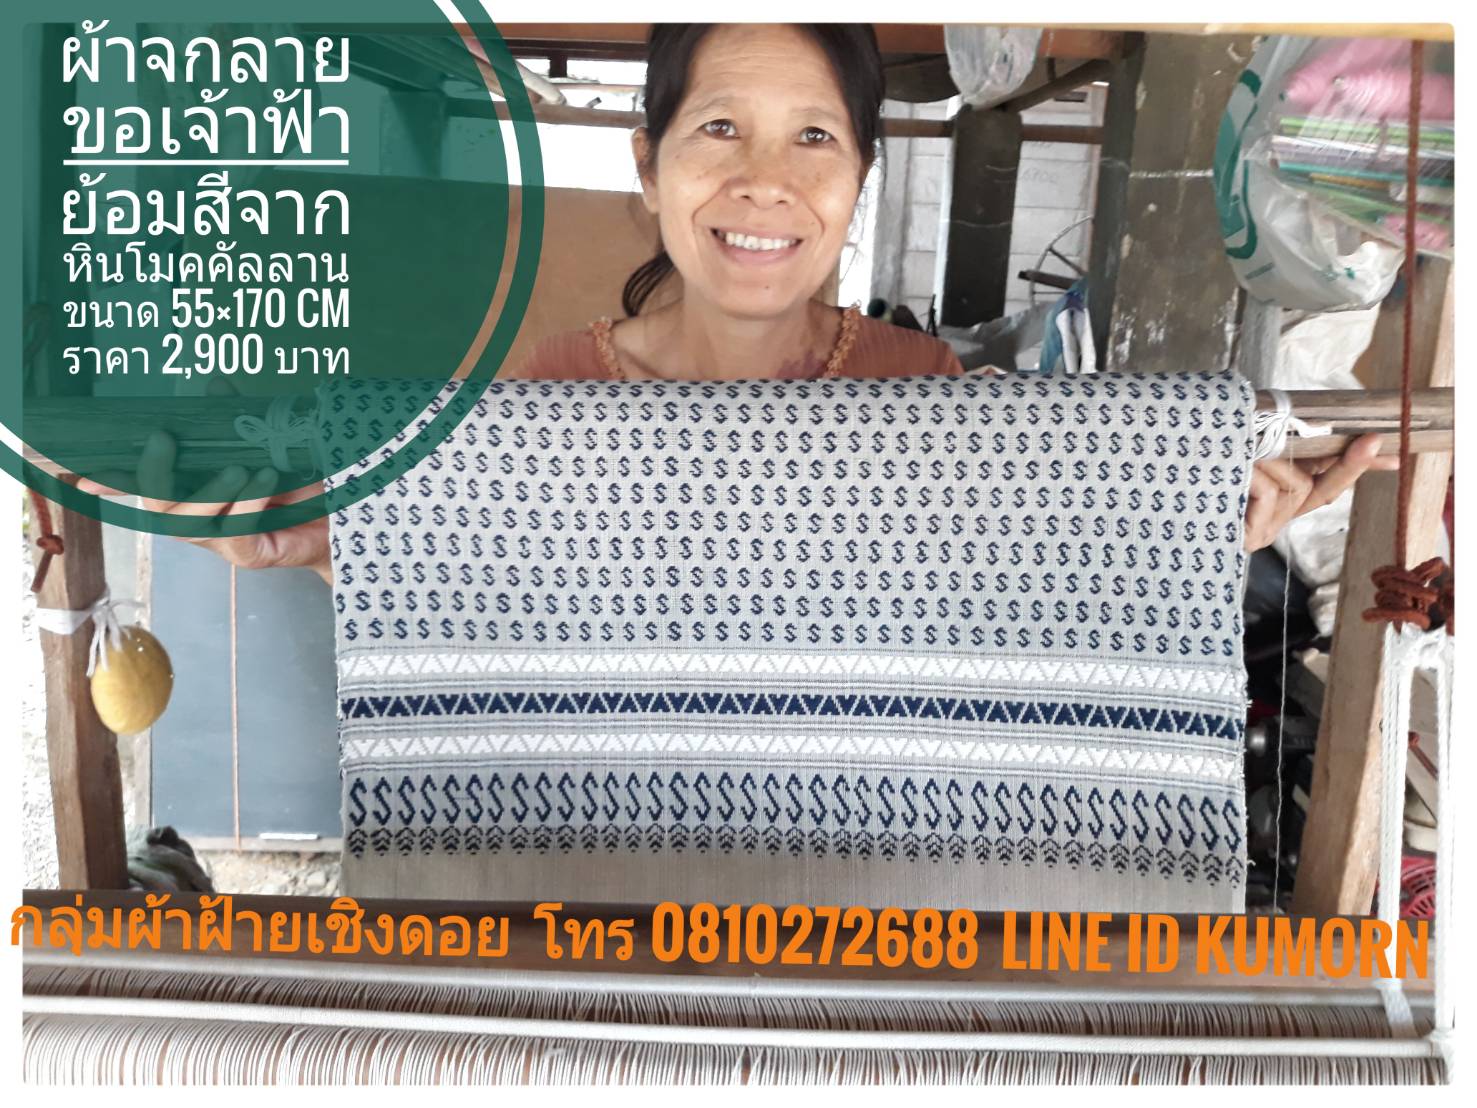 ผ้าจกลาย
ขอเจ้าฟ้า
ย้อมสีจาก
หินโมคคัลลาน
ขนาด 55×170 CM
ราคา 2,900 บาท
กลุ่มผ้าฝ้ายเชิงดอย โทร 0810272688 LINE ID KUMORN